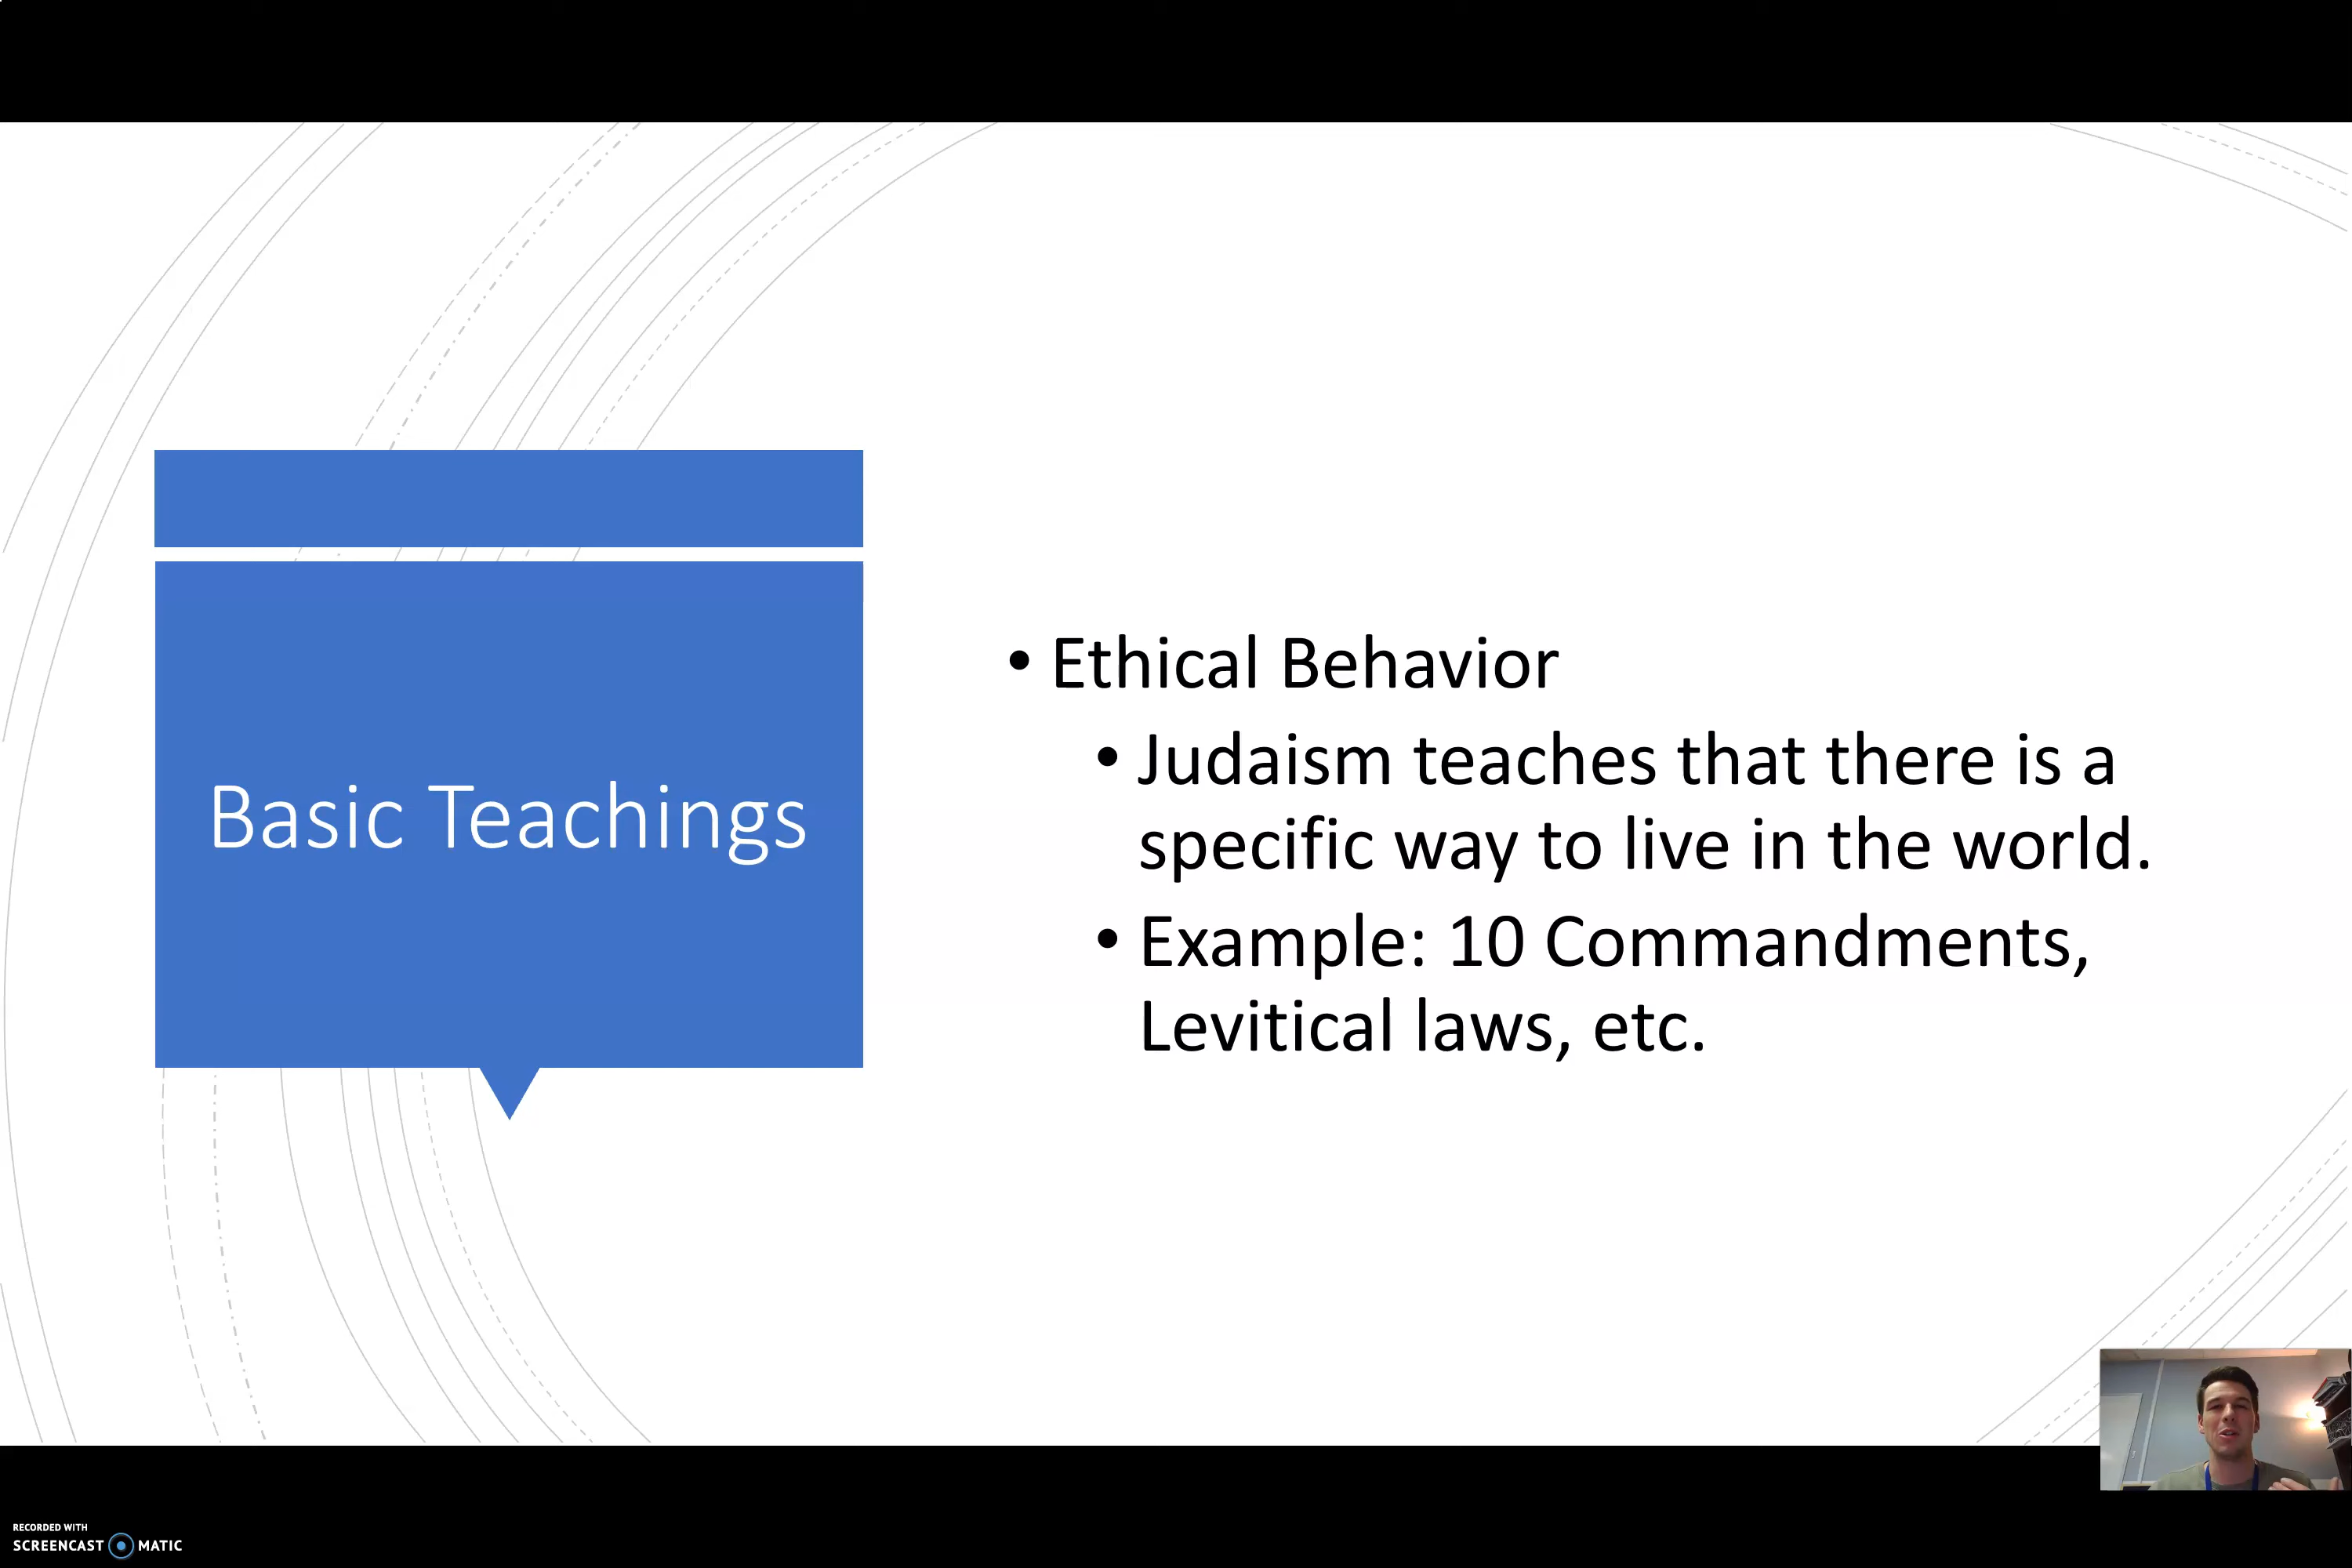 Basic Teachings
• Ethical Behavior
• Judaism teaches that there is a
specific way to live in the world.
• Example: 10 Commandments,
Levitical laws, etc.
RECORDED WITH
SCREENCAST MATIC